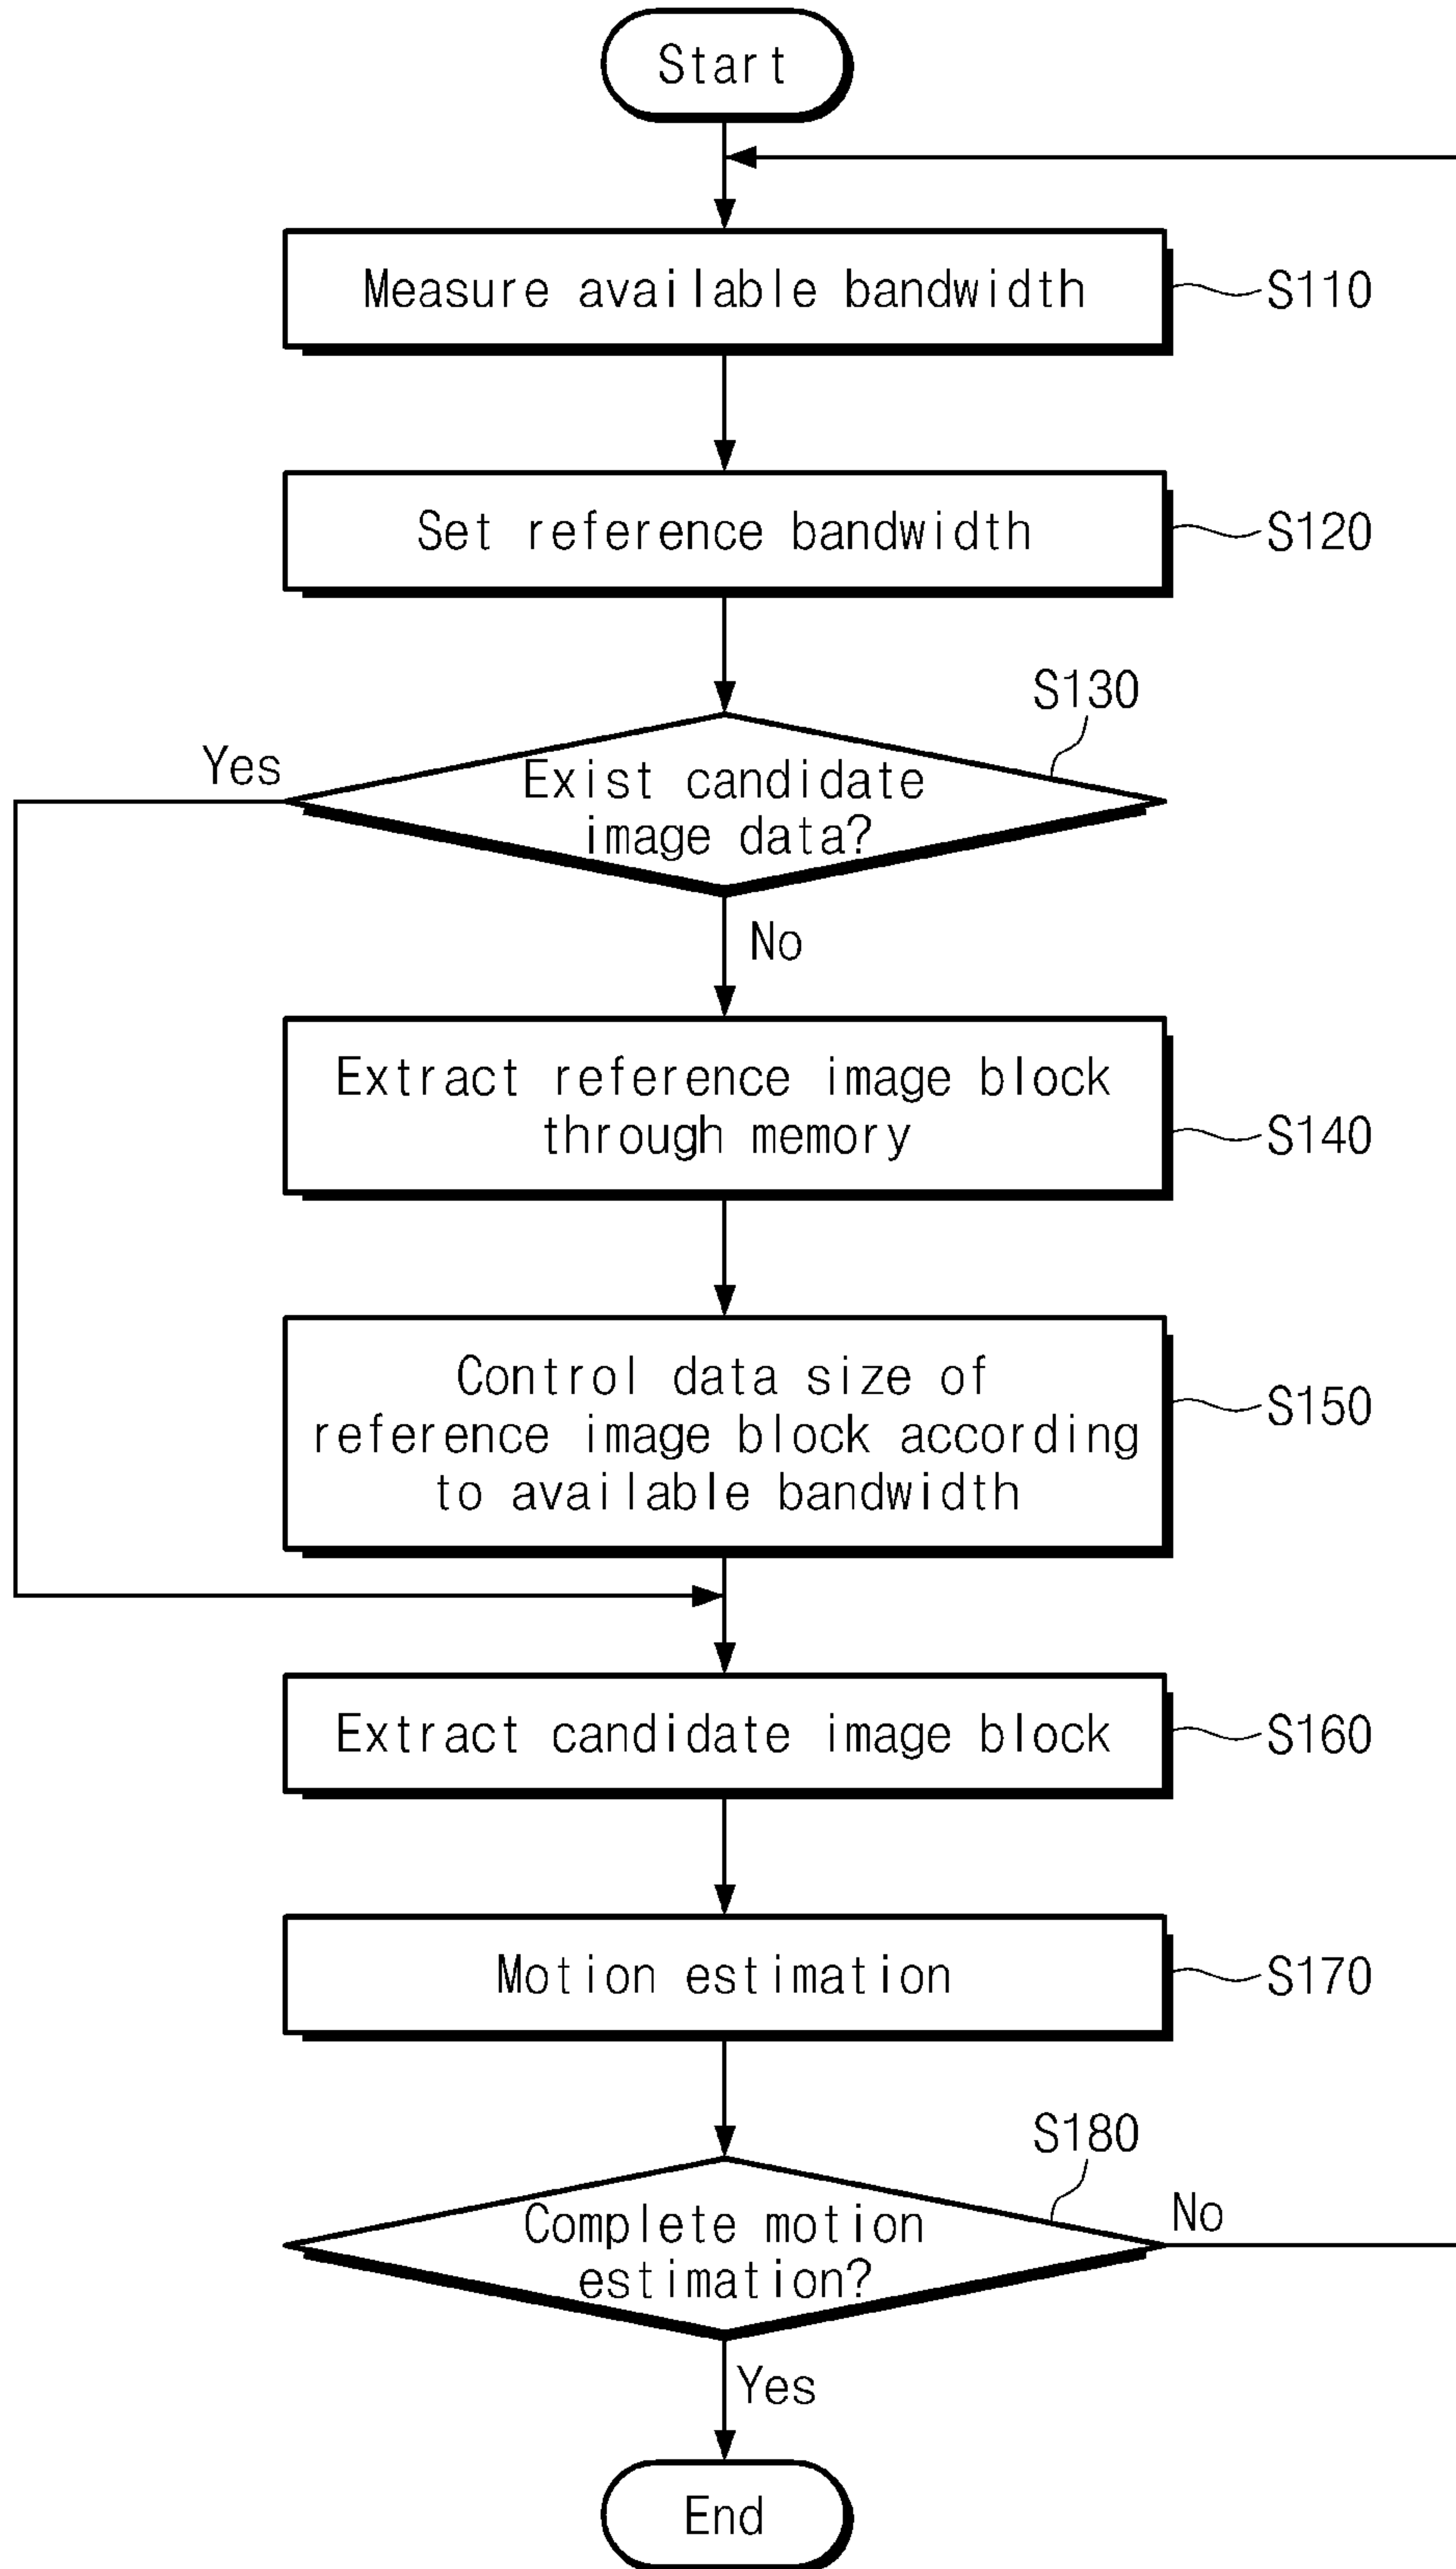 Start
Measure available bandwidth
S110
Set reference bandwidth
S120
S130
Yes
Exist candidate
image data?
No
Extract reference image block
through memory
S140
Control data size of
reference image block according
to available bandwidth
S150
Extract candidate image block
S160
Motion estimation
S170
S180
Complete motion
estimation?
No
Yes
End